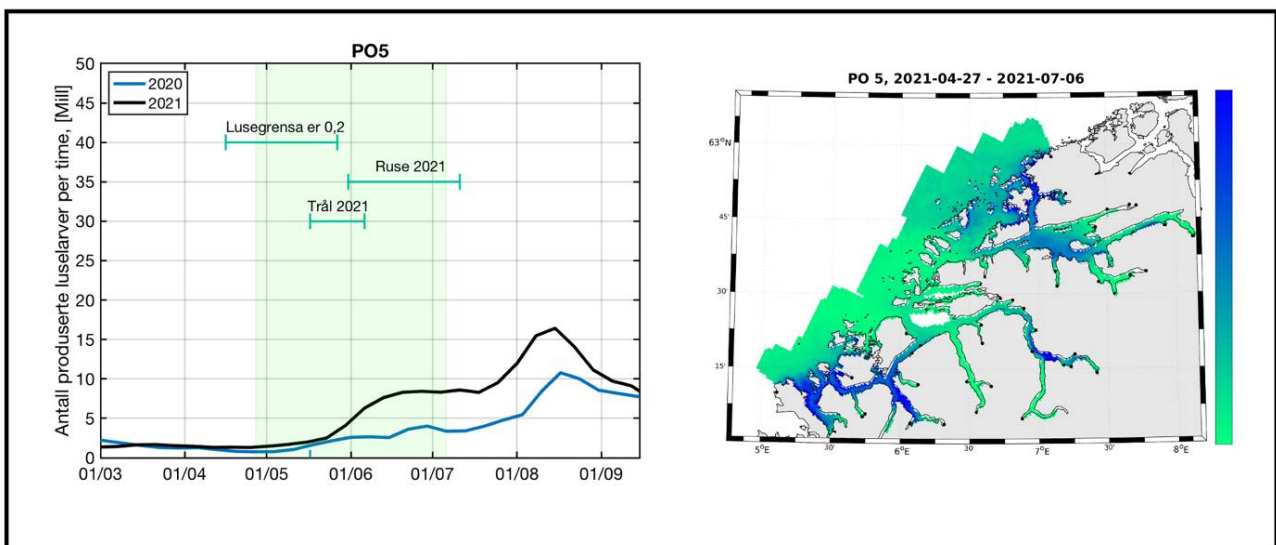 PO5
50
45
40
35
30
25
20
15
10
5
0
Antall produserte luselarver per time, [Mill]
2020
2021
Lusegrensa er 0,2
Ruse 2021
Trål 2021
01/03 01/04 01/05 01/06 01/07 01/08 01/09
PO 5, 2021-04-27 - 2021-07-06
63°N
45'
30'
15'
5°E 30' 6°E 30' 7°E 30' 8°E